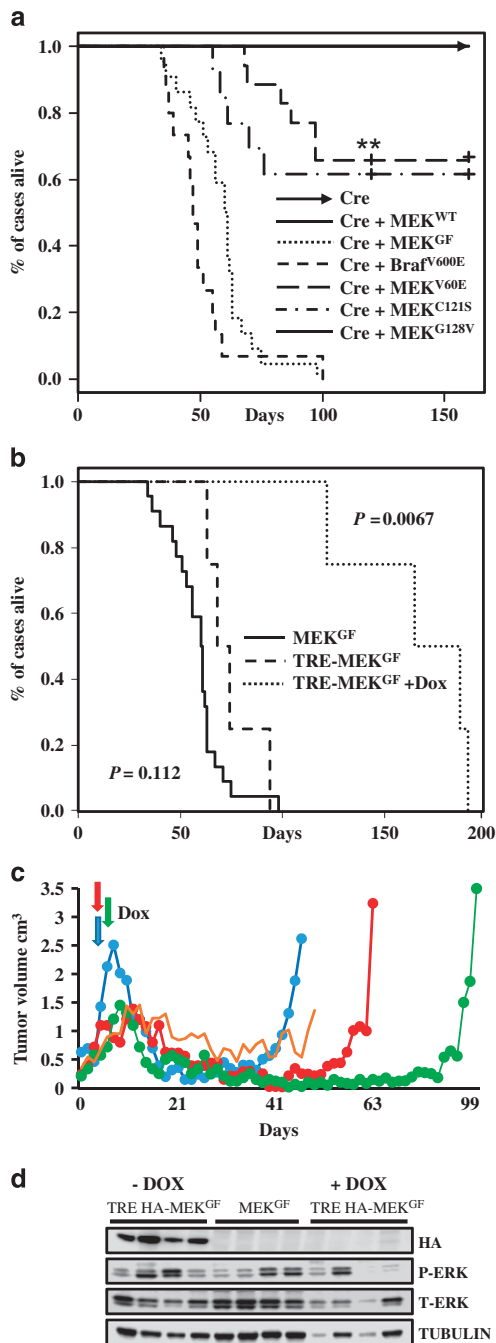 a
% of cases alive
1.0
0.8
0.6
0.4
0.2
0.0
**
Cre
Cre + MEK^WT
Cre + MEK^GF
Cre + Braf^V600E
Cre + MEK^V60E
Cre + MEK^C121S
Cre + MEK^G128V
0 50 100 150
Days
b
% of cases alive
1.0
0.8
0.6
0.4
0.2
0.0
P = 0.0067
MEK^GF
TRE-MEK^GF
TRE-MEK^GF +Dox
P = 0.112
50 Days 150 200
c
Tumor volume cm³
3.5
3
2.5
2
1.5
1
0.5
0
Dox
0 21 41 63 99
Days
d
- DOX + DOX
TRE HA-MEK^GF MEK^GF TRE HA-MEK^GF
HA
P-ERK
T-ERK
TUBULIN